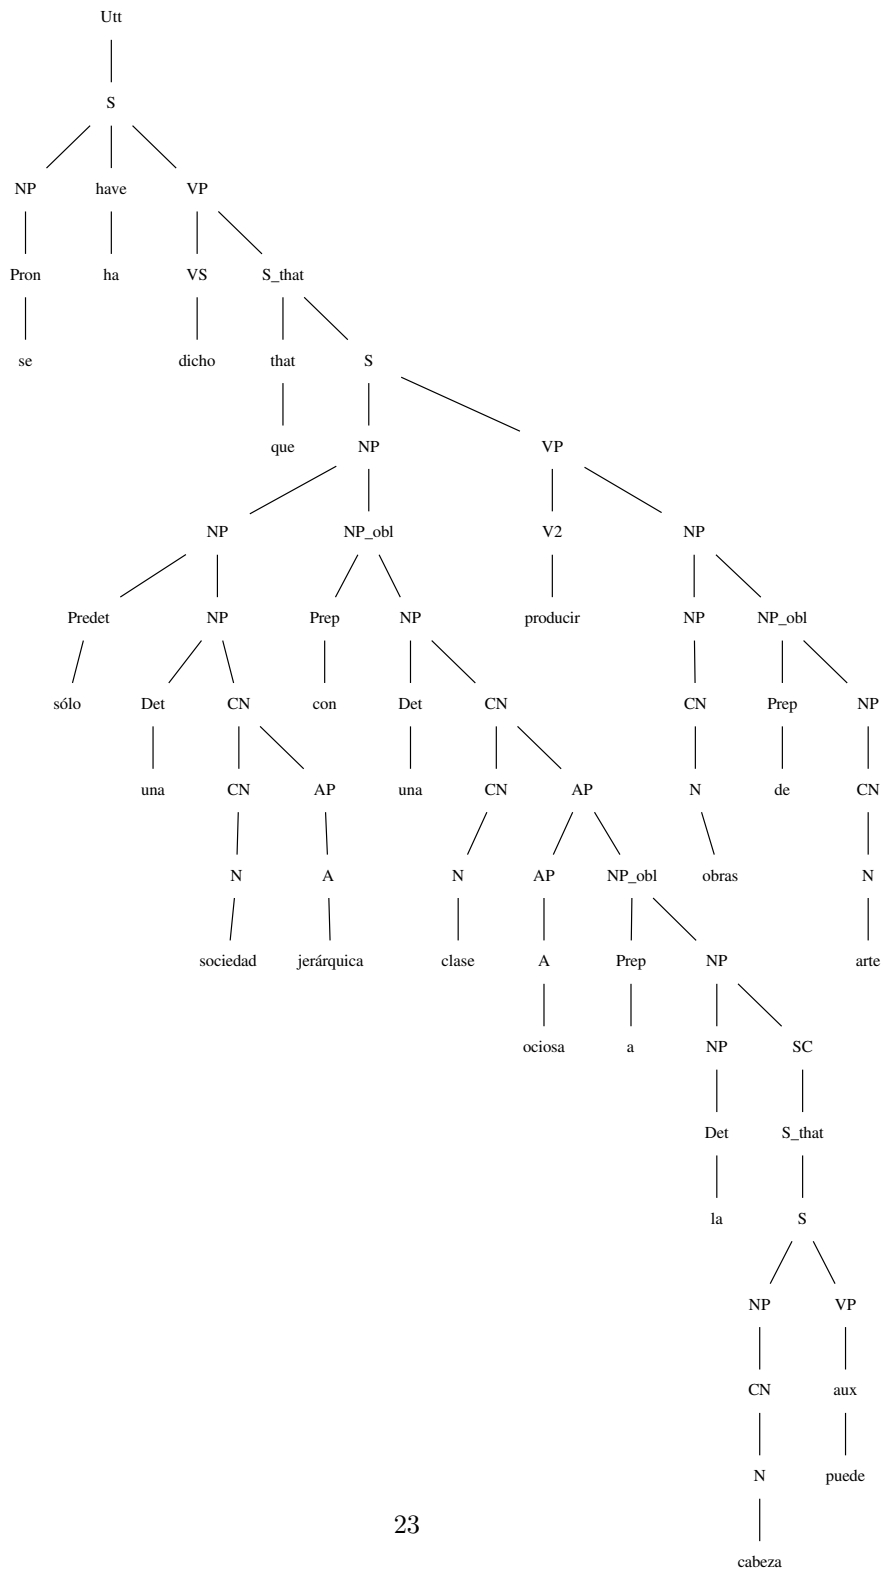 Utt
S
NP have VP
Pron ha VS S_that
se dicho that S
que NP VP
NP NP_obl V2 NP
Predet NP Prep NP producir NP NP_obl
sólo Det CN con Det CN CN Prep NP
una CN AP una CN AP N de CN
N A N AP NP_obl obras N
sociedad jerárquica clase A Prep NP arte
ociosa a NP SC
Det S_that
la S
NP VP
CN aux
N puede
23
cabeza